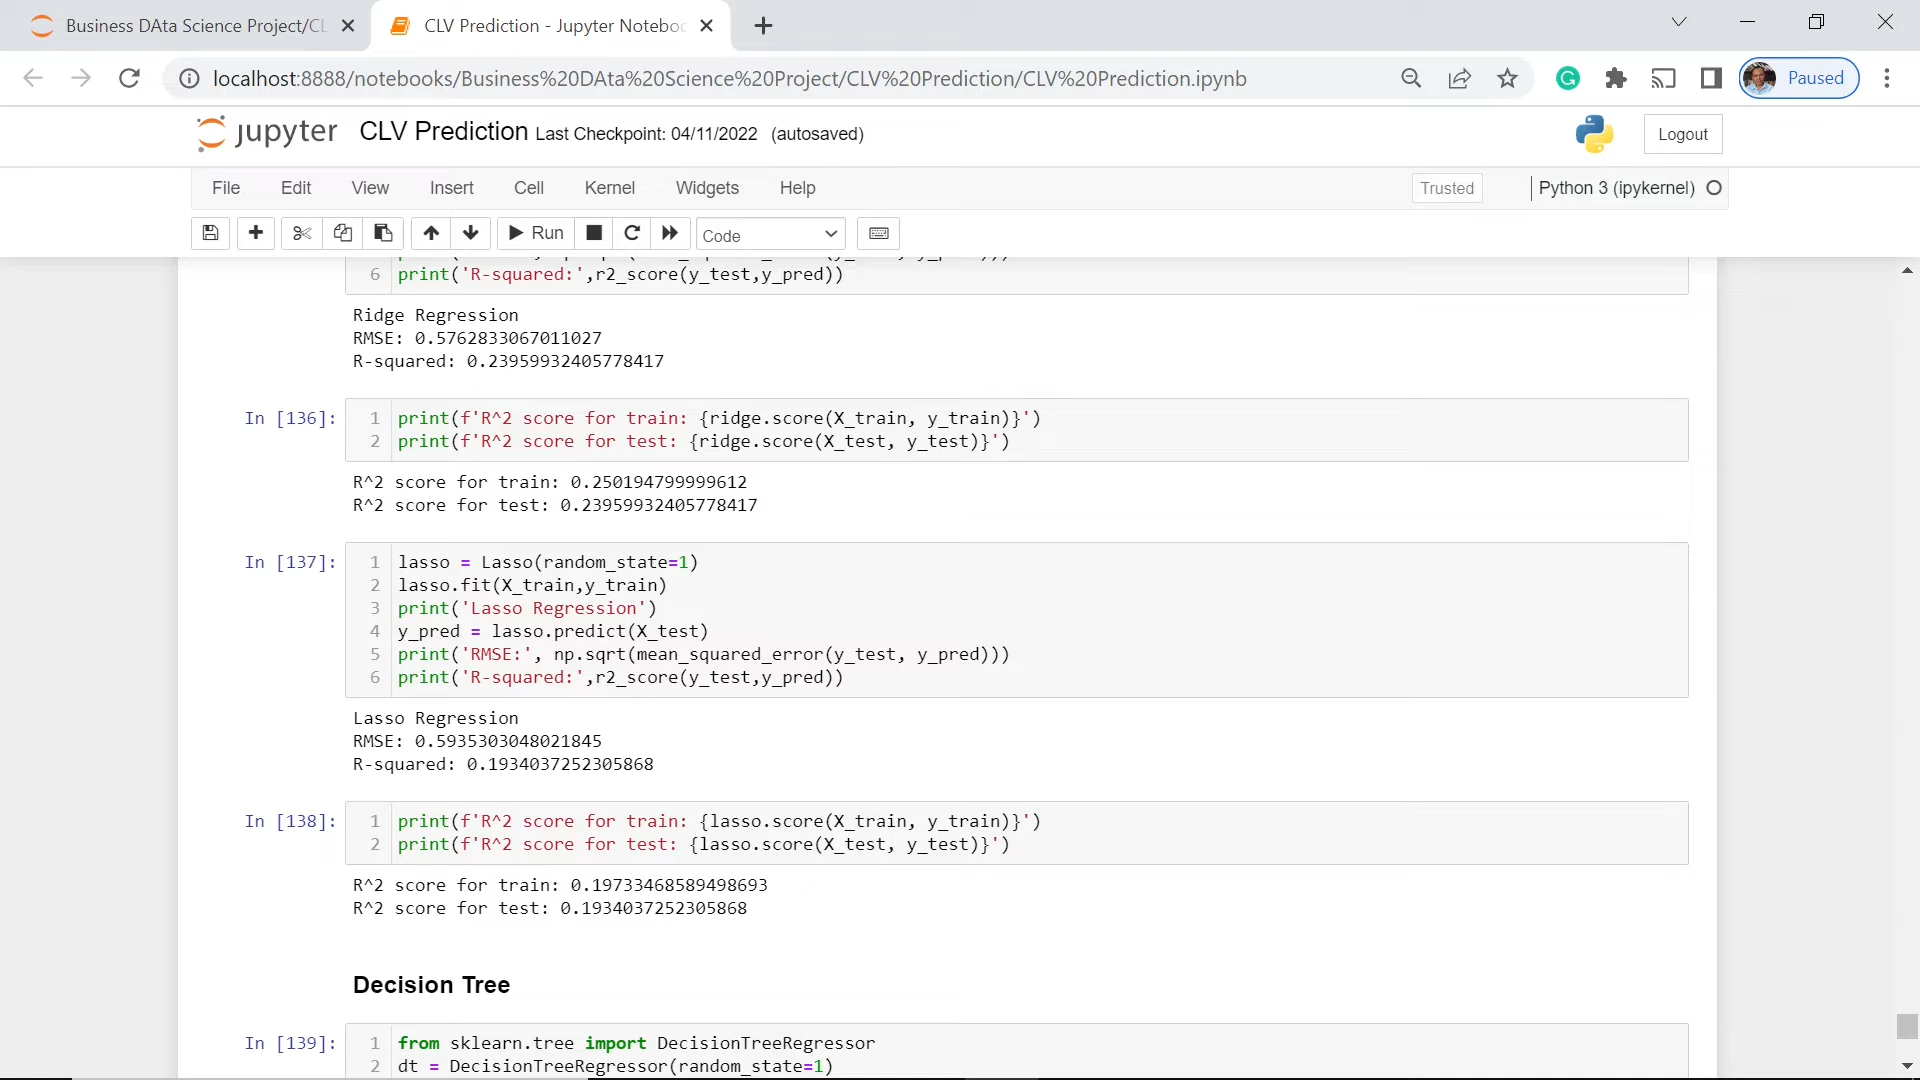 Business DAta Science Project/CL
CLV Prediction - Jupyter Noteboo
localhost:8888/notebooks/Business%20DAta%20Science%20Project/CLV%20Prediction/CLV%20Prediction.ipynb
Paused
jupyter CLV Prediction Last Checkpoint: 04/11/2022 (autosaved)
Logout
File Edit View Insert Cell Kernel Widgets Help
Trusted
Python 3 (ipykernel)
Run
Code
6 print('R-squared:',r2_score(y_test,y_pred))
Ridge Regression
RMSE: 0.5762833067011027
R-squared: 0.23959932405778417
In [136]: 1 print(f'R^2 score for train: {ridge.score(X_train, y_train)}')
2 print(f'R^2 score for test: {ridge.score(X_test, y_test)}')
R^2 score for train: 0.250194799999612
R^2 score for test: 0.23959932405778417
In [137]: 1 lasso = Lasso(random_state=1)
2 lasso.fit(X_train,y_train)
3 print('Lasso Regression')
4 y_pred = lasso.predict(X_test)
5 print('RMSE:', np.sqrt(mean_squared_error(y_test, y_pred)))
6 print('R-squared:',r2_score(y_test,y_pred))
Lasso Regression
RMSE: 0.5935303048021845
R-squared: 0.1934037252305868
In [138]: 1 print(f'R^2 score for train: {lasso.score(X_train, y_train)}')
2 print(f'R^2 score for test: {lasso.score(X_test, y_test)}')
R^2 score for train: 0.19733468589498693
R^2 score for test: 0.1934037252305868
Decision Tree
In [139]: 1 from sklearn.tree import DecisionTreeRegressor
2 dt = DecisionTreeRegressor(random_state=1)